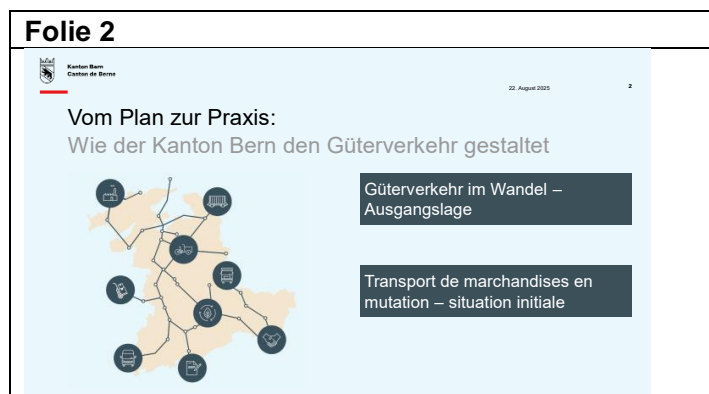 Folie 2
Kanton Bern
Canton de Berne
22. August 2025
2
Vom Plan zur Praxis:
Wie der Kanton Bern den Güterverkehr gestaltet
Güterverkehr im Wandel –
Ausgangslage
Transport de marchandises en
mutation – situation initiale